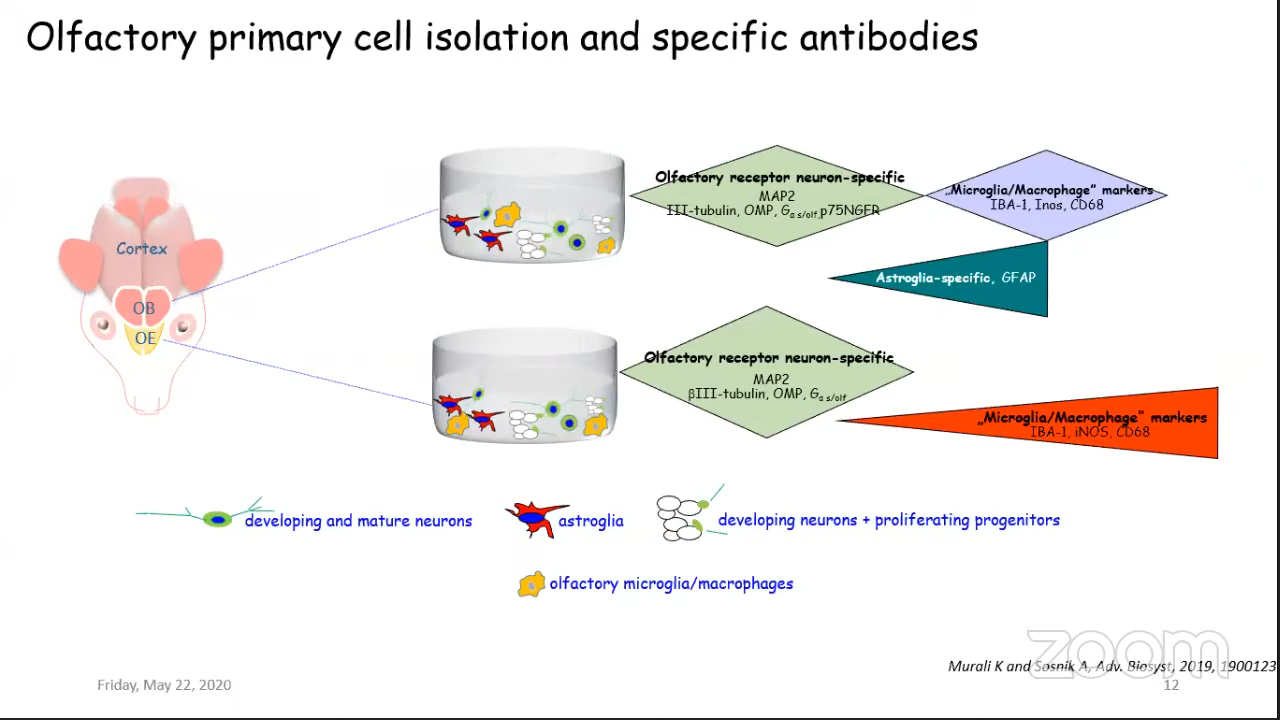 Olfactory primary cell isolation and specific antibodies
Cortex
OB
OE
Olfactory receptor neuron-specific
MAP2
III-tubulin, OMP, Gα s/olf,p75NGFR
„Microglia/Macrophage” markers
IBA-1, Inos, CD68
Astroglia-specific, GFAP
Olfactory receptor neuron-specific
MAP2
βIII-tubulin, OMP, Gα s/olf
„Microglia/Macrophage” markers
IBA-1, iNOS, CD68
developing and mature neurons
astroglia
developing neurons + proliferating progenitors
olfactory microglia/macrophages
zoom
Murali K and Sosnik A, Adv. Biosyst, 2019, 1900123
Friday, May 22, 2020
12